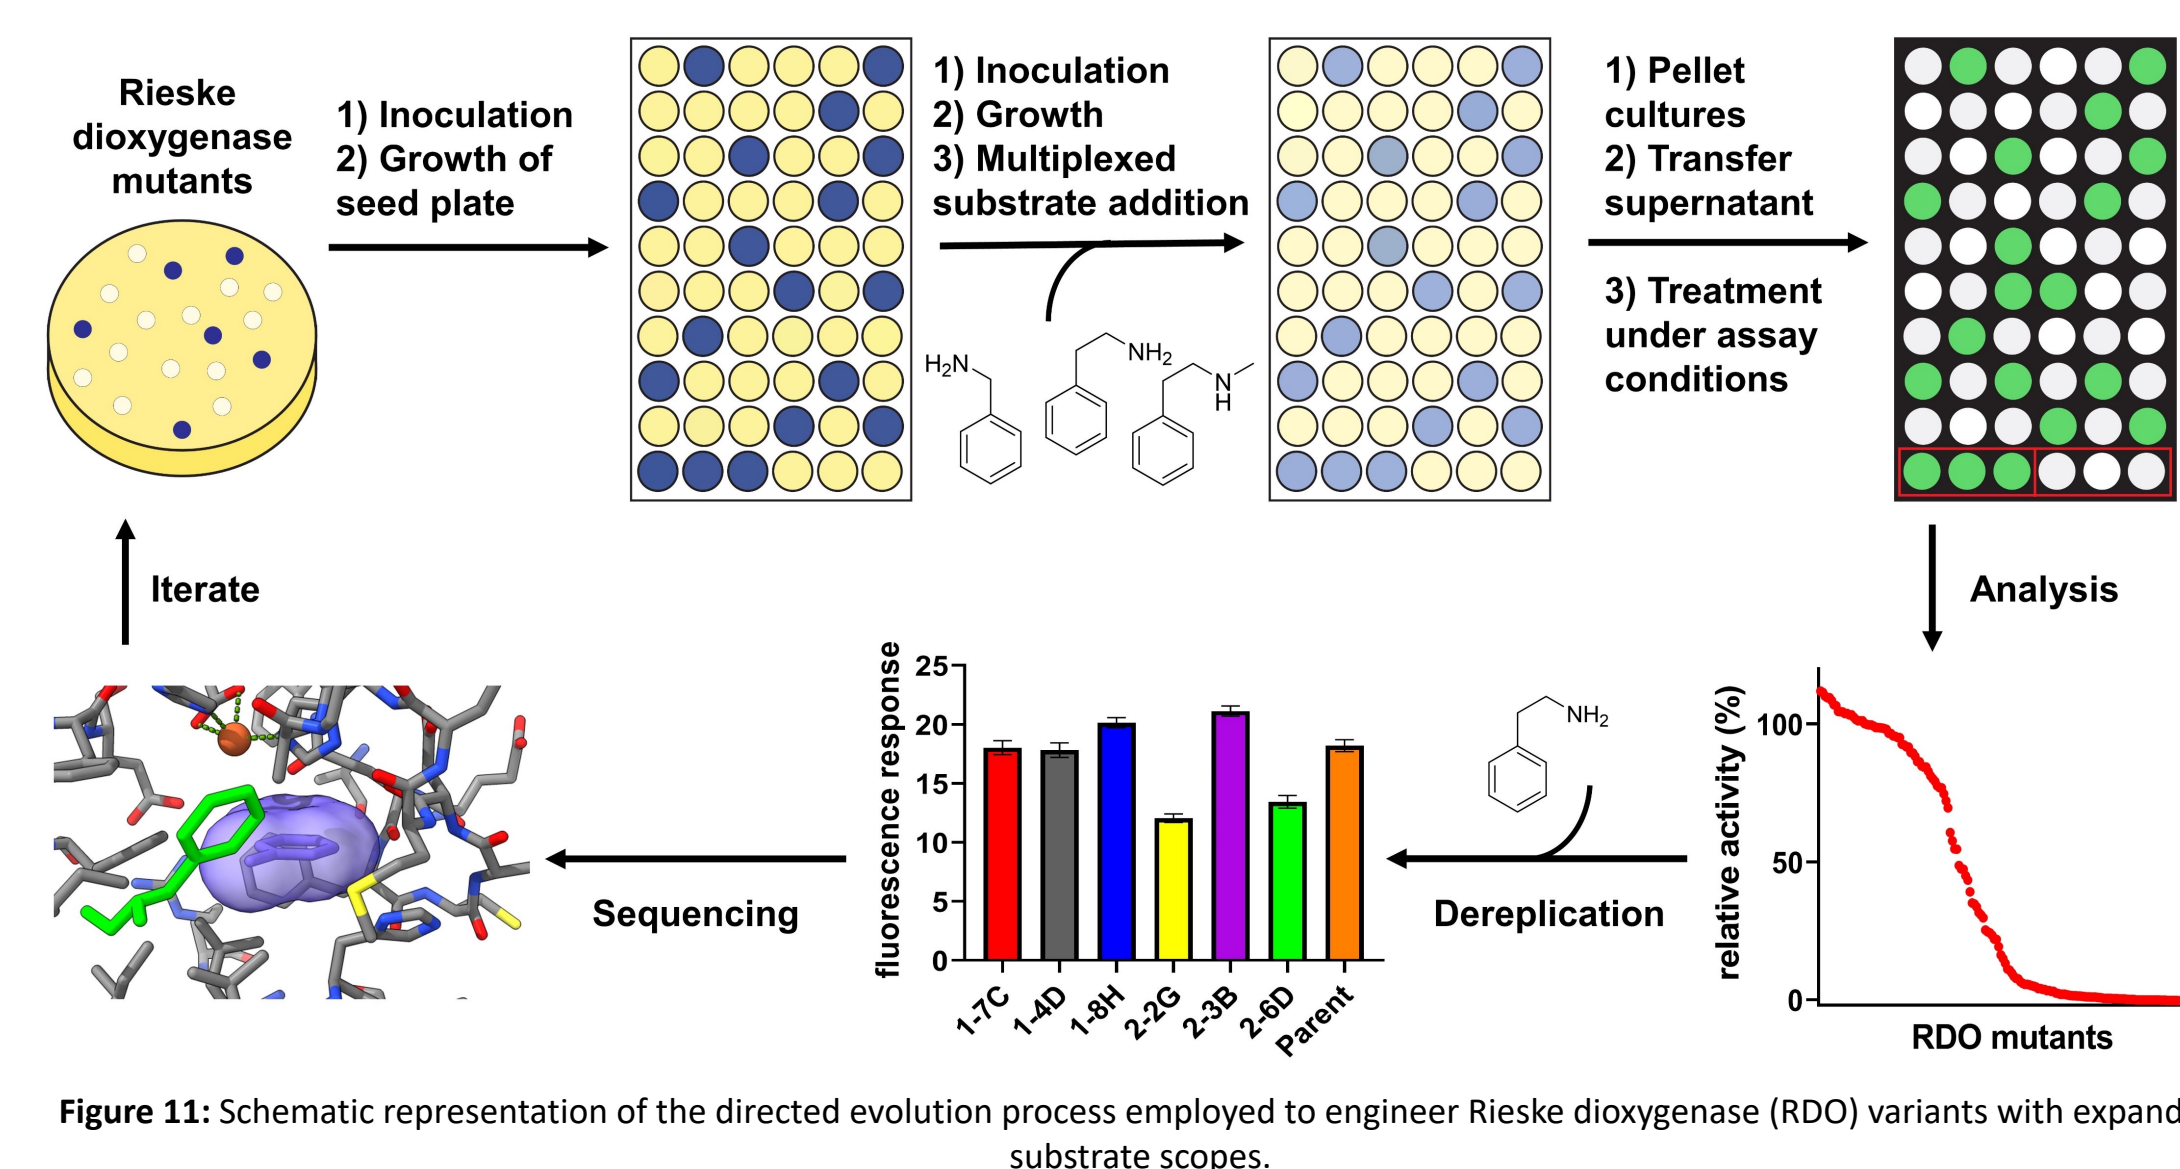 Rieske
dioxygenase
mutants
1) Inoculation
2) Growth of
seed plate
1) Inoculation
2) Growth
3) Multiplexed
substrate addition
H₂N
NH₂
N
H
1) Pellet
cultures
2) Transfer
supernatant
3) Treatment
under assay
conditions
Iterate
Analysis
Sequencing
fluorescence response
25
20
15
10
5
0
1-7C
1-4D
1-8H
2-2G
2-3B
2-6D
Parent
NH₂
Dereplication
relative activity (%)
100
50
0
RDO mutants
Figure 11: Schematic representation of the directed evolution process employed to engineer Rieske dioxygenase (RDO) variants with expand
substrate scopes.